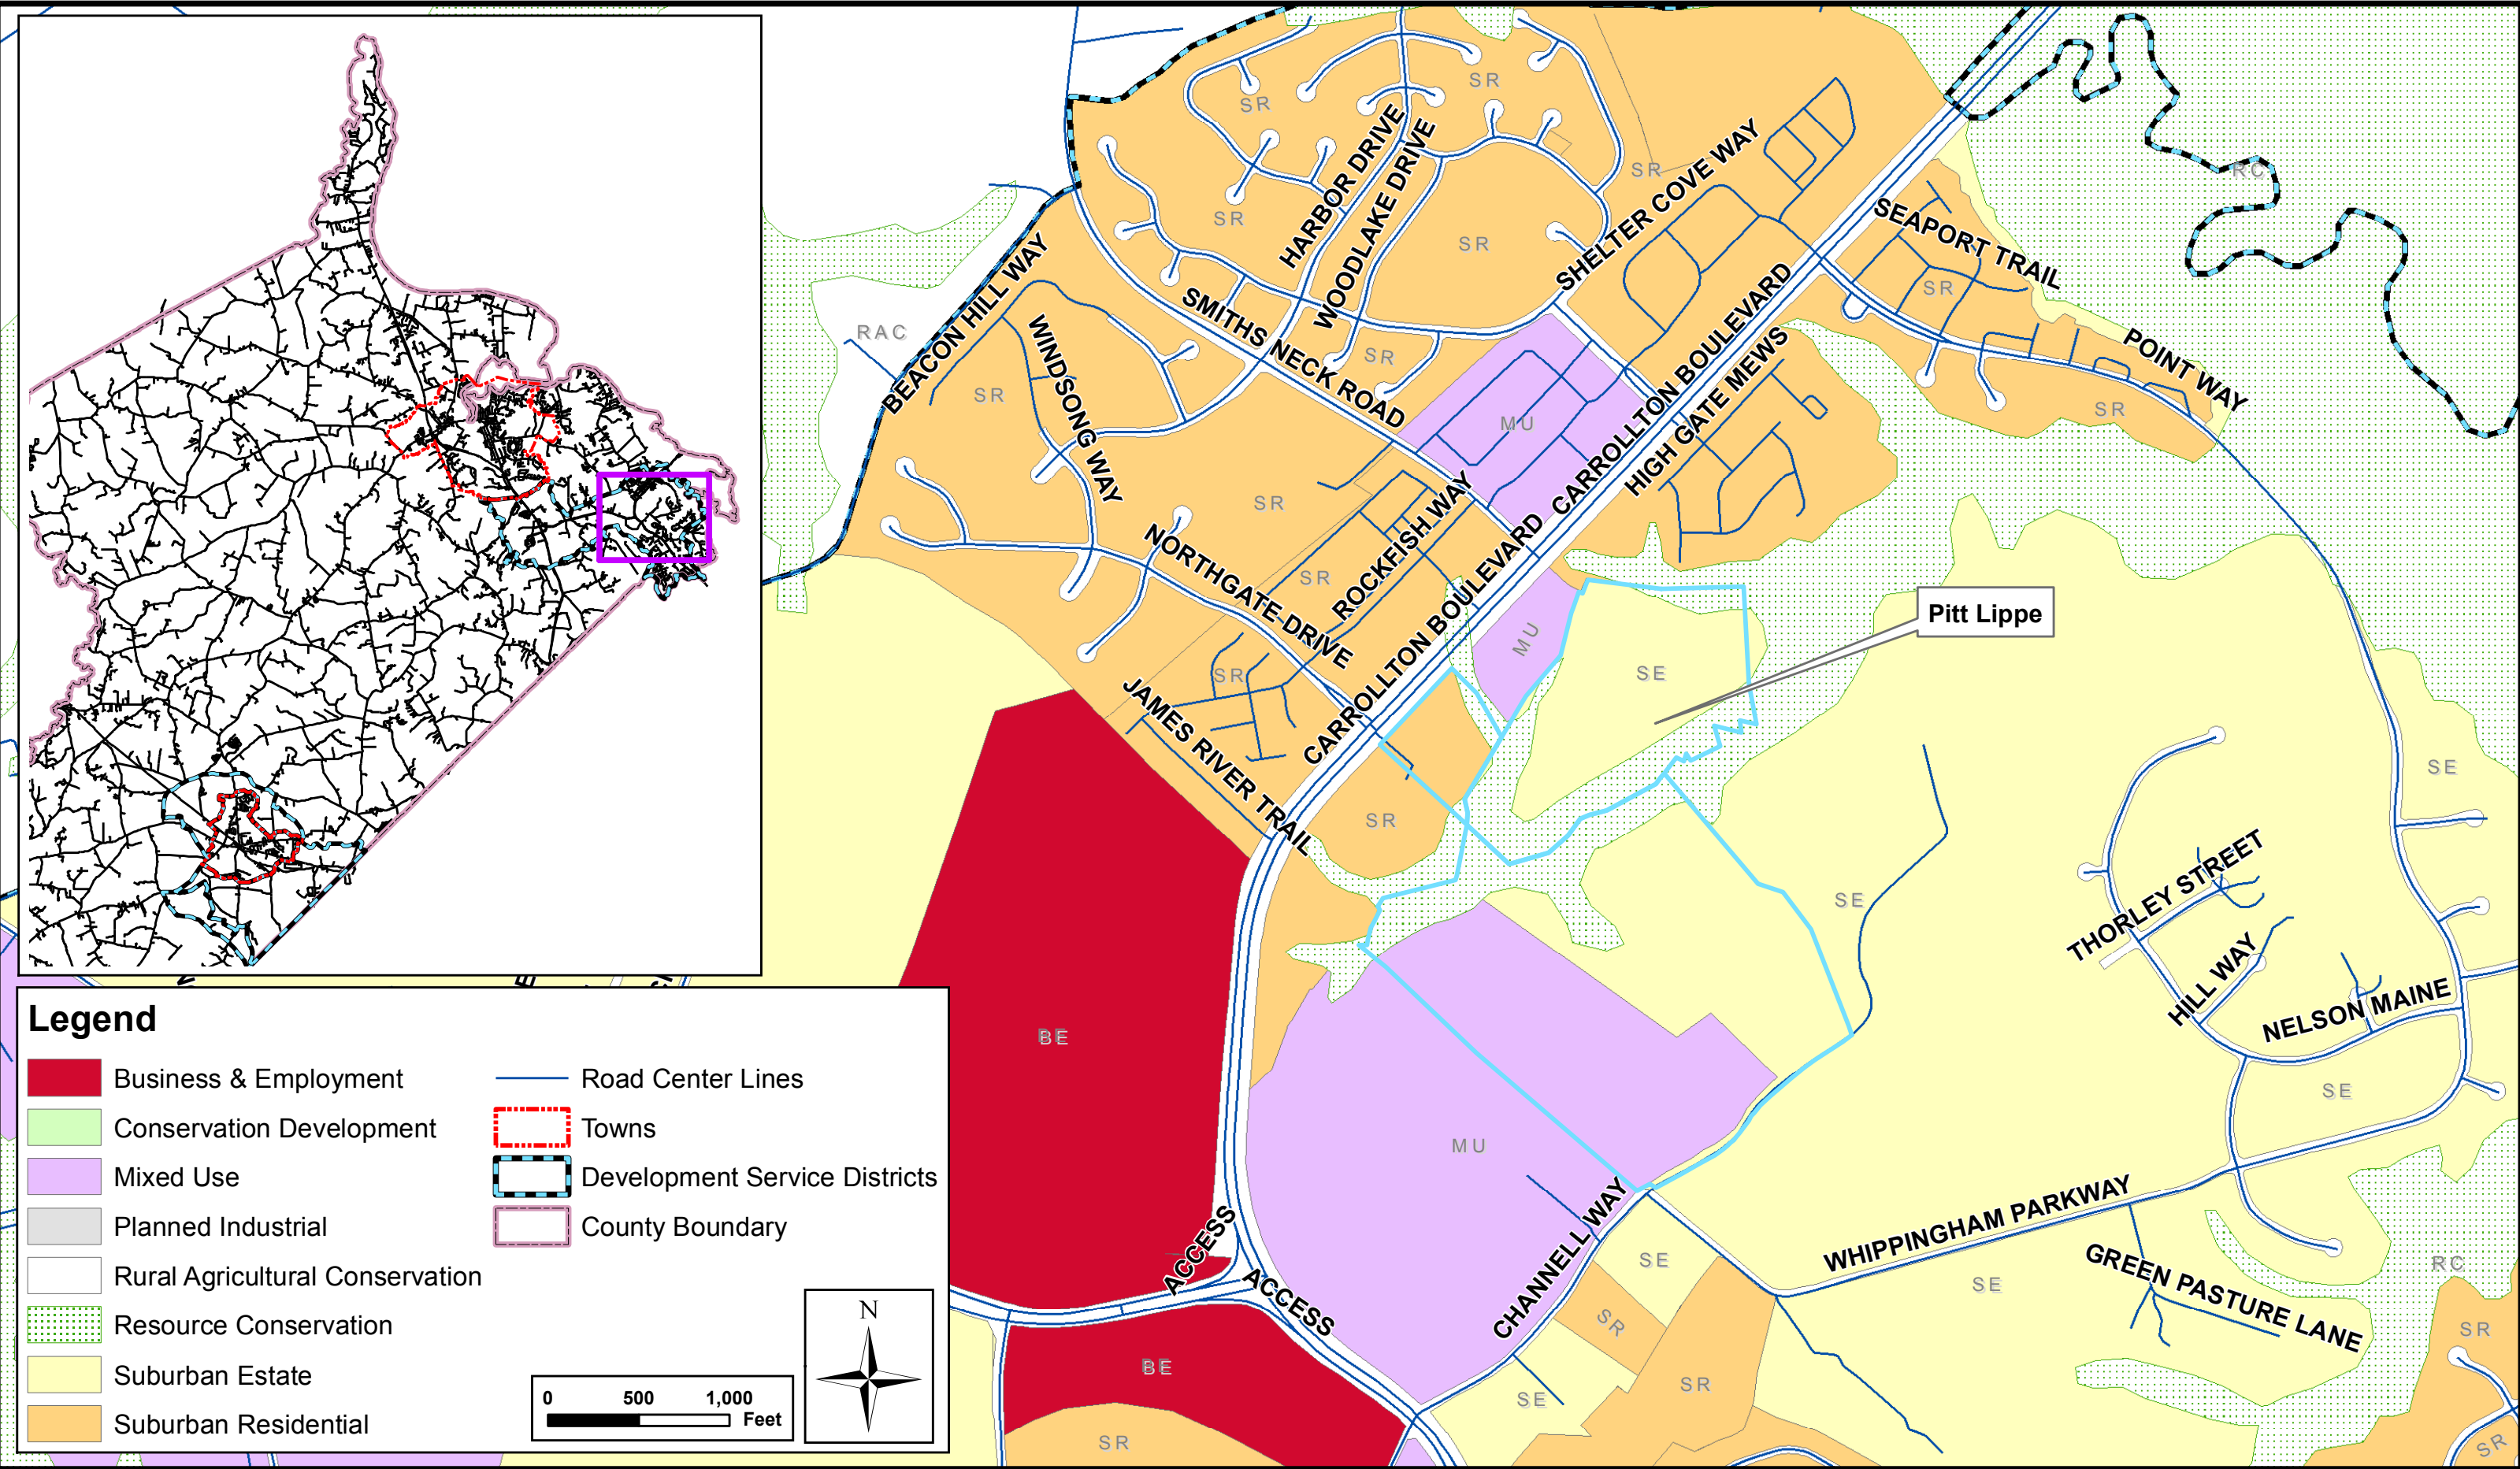 SR
SR
SR
RC
SR
SR
RAC
SR
SR
SR
MU
SR
SR
SR
SR
MU
SE
SR
SR
SE
SE
BE
MU
SE
SE
SE
RC
SR
SR
BE
SE
SR
SR
SR
HARBOR DRIVE
WOODLAKE DRIVE
SHELTER COVE WAY
SEAPORT TRAIL
POINT WAY
BEACON HILL WAY
WINDSONG WAY
SMITHS NECK ROAD
CARROLLTON BOULEVARD
HIGH GATE MEWS
ROCKFISH WAY
NORTHGATE DRIVE
CARROLLTON BOULEVARD
JAMES RIVER TRAIL
Pitt Lippe
THORLEY STREET
HILL WAY
NELSON MAINE
WHIPPINGHAM PARKWAY
GREEN PASTURE LANE
CHANNELL WAY
ACCESS
ACCESS
Legend
Business & Employment
Conservation Development
Mixed Use
Planned Industrial
Rural Agricultural Conservation
Resource Conservation
Suburban Estate
Suburban Residential
Road Center Lines
Towns
Development Service Districts
County Boundary
0 500 1,000
Feet
N